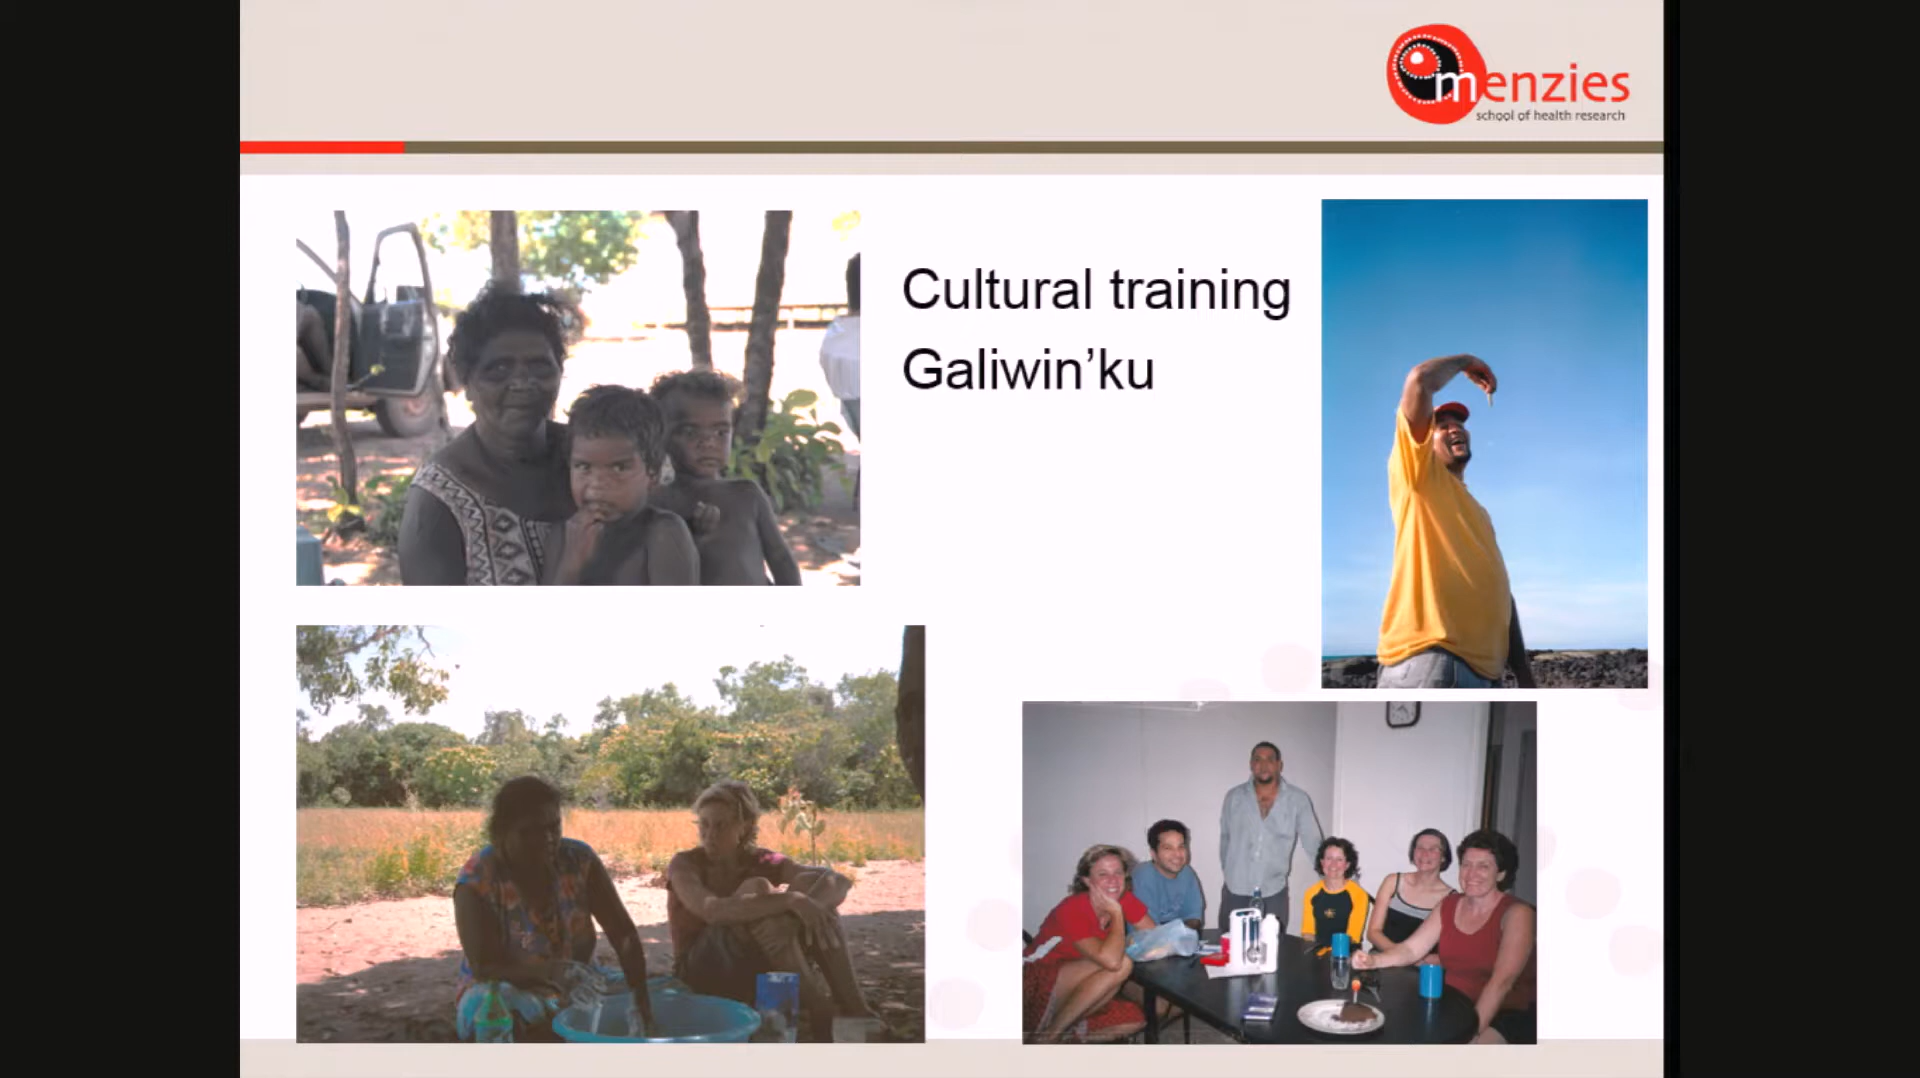 menzies
school of health research
Cultural training
Galiwin’ku